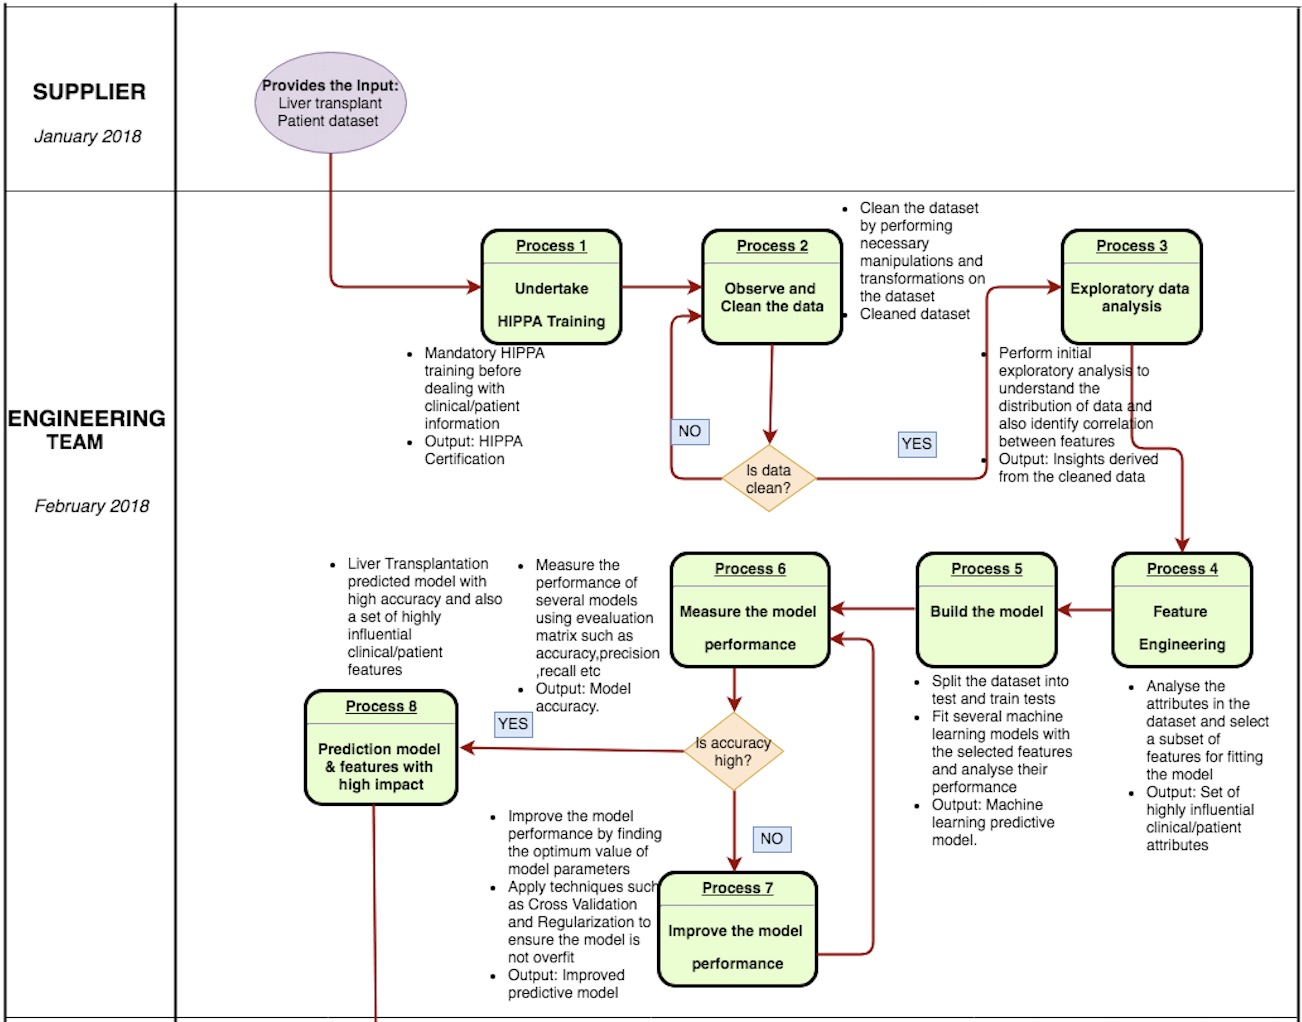 SUPPLIER
January 2018
Provides the Input:
Liver transplant
Patient dataset
ENGINEERING
TEAM
February 2018
Process 1
Undertake
HIPPA Training
• Mandatory HIPPA
training before
dealing with
clinical/patient
information
• Output: HIPPA
Certification
Process 2
Observe and
Clean the data
• Clean the dataset
by performing
necessary
manipulations and
transformations on
the dataset
• Cleaned dataset
Is data
clean?
NO
YES
Process 3
Exploratory data
analysis
• Perform initial
exploratory analysis to
understand the
distribution of data and
also identify correlation
between features
• Output: Insights derived
from the cleaned data
Process 4
Feature
Engineering
• Analyse the
attributes in the
dataset and select
a subset of
features for fitting
the model
• Output: Set of
highly influential
clinical/patient
attributes
Process 5
Build the model
• Split the dataset into
test and train tests
• Fit several machine
learning models with
the selected features
and analyse their
performance
• Output: Machine
learning predictive
model.
Process 6
Measure the model
performance
• Measure the
performance of
several models
using evealuation
matrix such as
accuracy,precision
,recall etc
• Output: Model
accuracy.
Is accuracy
high?
YES
NO
Process 7
Improve the model
performance
• Improve the model
performance by finding
the optimum value of
model parameters
• Apply techniques such
as Cross Validation
and Regularization to
ensure the model is
not overfit
• Output: Improved
predictive model
Process 8
Prediction model
& features with
high impact
• Liver Transplantation
predicted model with
high accuracy and also
a set of highly
influential
clinical/patient
features